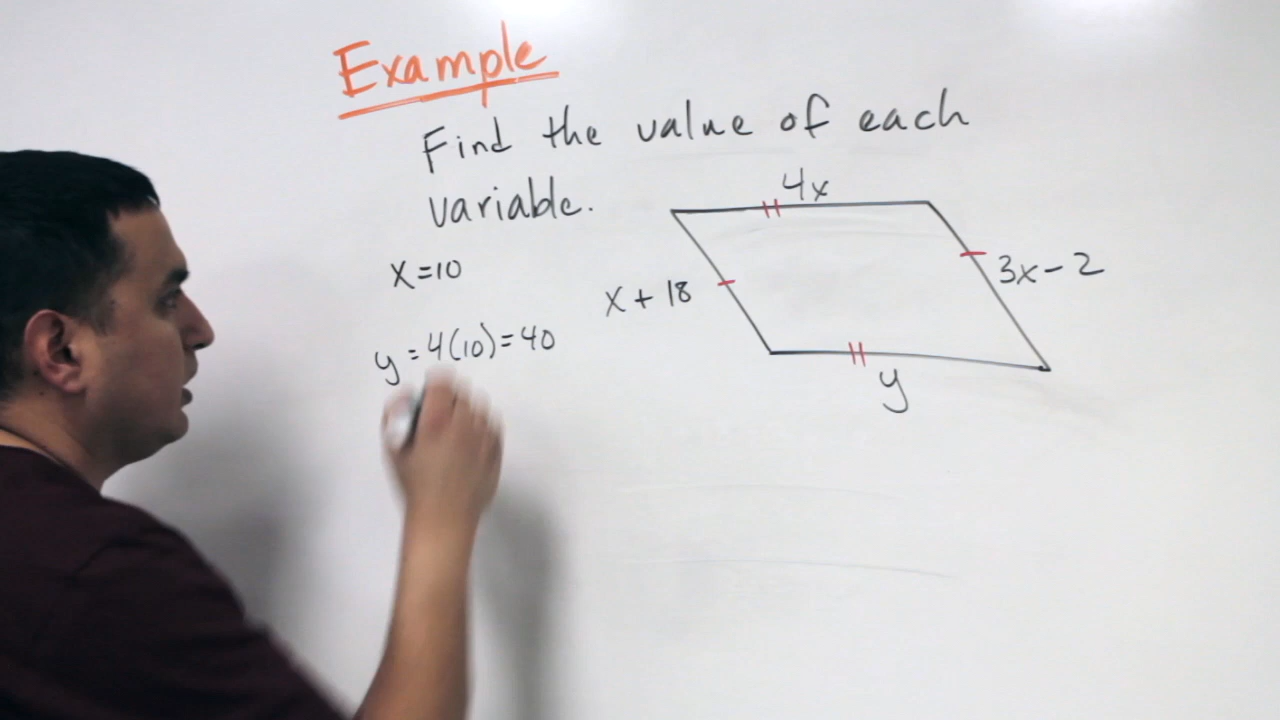 Example
Find the value of each
variable.
4x
x = 10
x + 18
3x - 2
y = 4(10) = 40
y